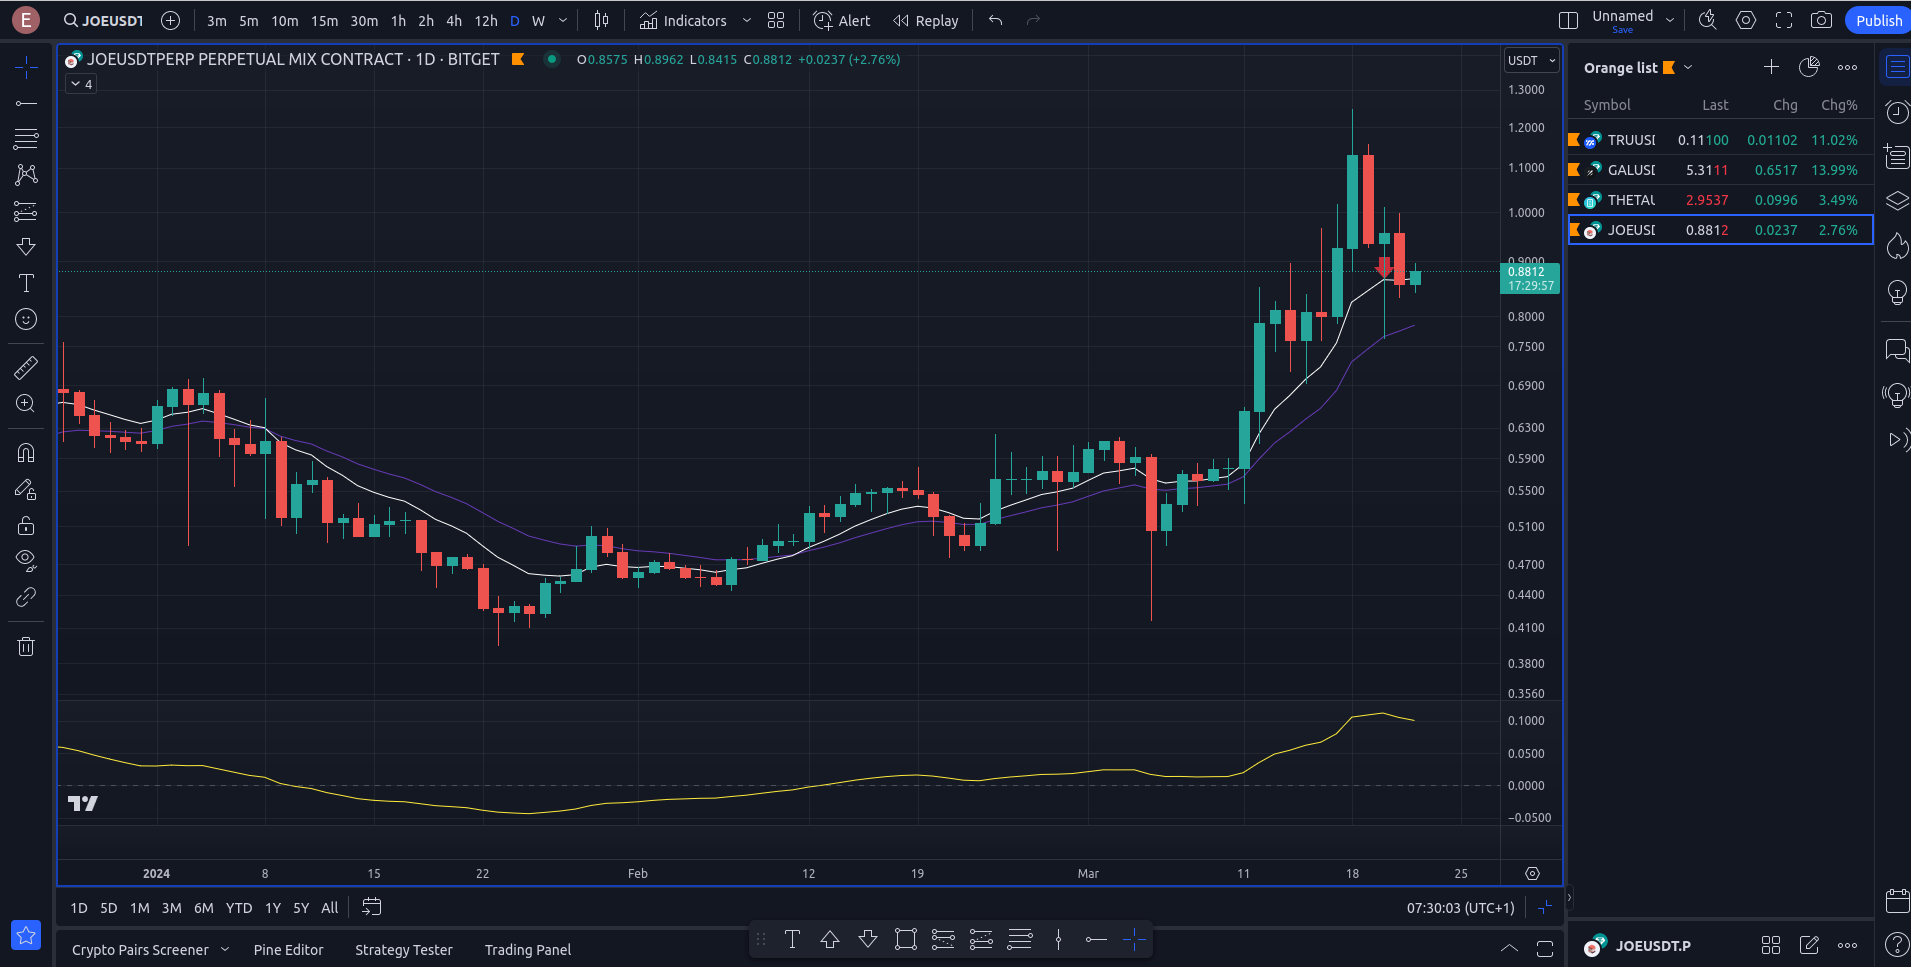 E JOEUSDT 3m 5m 10m 15m 30m 1h 2h 4h 12h D W Indicators Alert Replay Unnamed Save Publish
JOEUSDTPERP PERPETUAL MIX CONTRACT · 1D · BITGET O0.8575 H0.8962 L0.8415 C0.8812 +0.0237 (+2.76%)
4
USDT
1.3000
1.2000
1.1000
1.0000
0.9000
0.8812
17:29:57
0.8000
0.7500
0.6900
0.6300
0.5900
0.5500
0.5100
0.4700
0.4400
0.4100
0.3800
0.3560
0.1000
0.0500
0.0000
−0.0500
2024 8 15 22 Feb 12 19 Mar 11 18 25
1D 5D 1M 3M 6M YTD 1Y 5Y All 07:30:03 (UTC+1)
Crypto Pairs Screener Pine Editor Strategy Tester Trading Panel
Orange list
Symbol Last Chg Chg%
TRUUSD 0.11100 0.01102 11.02%
GALUSD 5.3111 0.6517 13.99%
THETAU 2.9537 0.0996 3.49%
JOEUSD 0.8812 0.0237 2.76%
JOEUSDT.P